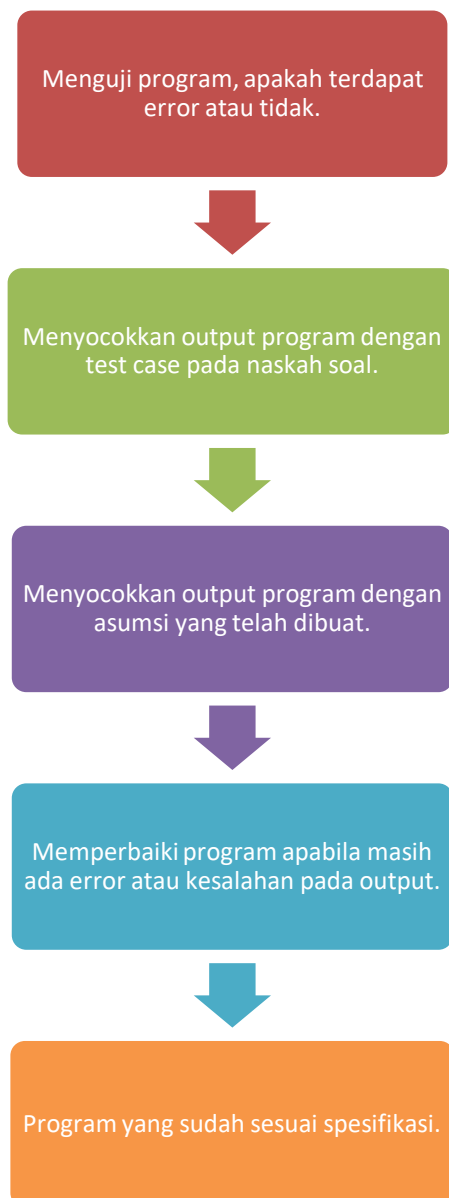 Menguji program, apakah terdapat
error atau tidak.
Menyocokkan output program dengan
test case pada naskah soal.
Menyocokkan output program dengan
asumsi yang telah dibuat.
Memperbaiki program apabila masih
ada error atau kesalahan pada output.
Program yang sudah sesuai spesifikasi.